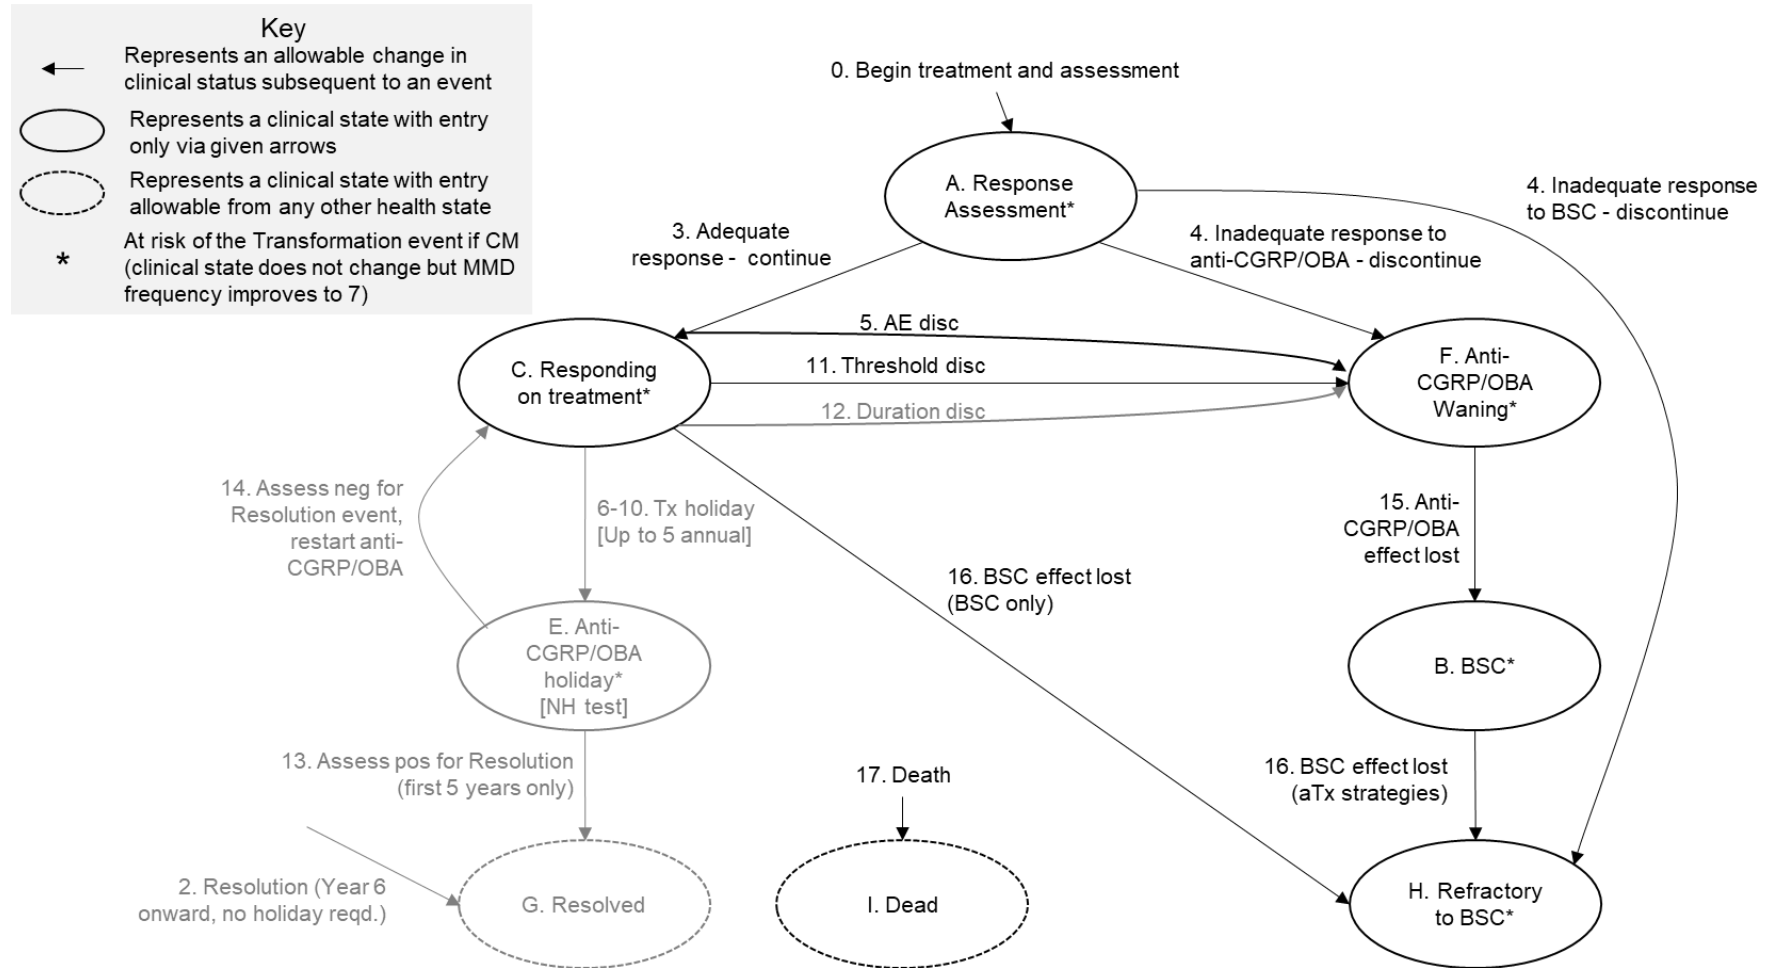 Key
Represents an allowable change in
clinical status subsequent to an event
Represents a clinical state with entry
only via given arrows
Represents a clinical state with entry
allowable from any other health state
*
At risk of the Transformation event if CM
(clinical state does not change but MMD
frequency improves to 7)
0. Begin treatment and assessment
A. Response
Assessment*
3. Adequate
response - continue
4. Inadequate response to
anti-CGRP/OBA - discontinue
4. Inadequate response
to BSC - discontinue
5. AE disc
11. Threshold disc
12. Duration disc
C. Responding
on treatment*
F. Anti-
CGRP/OBA
Waning*
14. Assess neg for
Resolution event,
restart anti-
CGRP/OBA
6-10. Tx holiday
[Up to 5 annual]
15. Anti-
CGRP/OBA
effect lost
16. BSC effect lost
(BSC only)
E. Anti-
CGRP/OBA
holiday*
[NH test]
B. BSC*
13. Assess pos for Resolution
(first 5 years only)
17. Death
16. BSC effect lost
(aTx strategies)
2. Resolution (Year 6
onward, no holiday reqd.)
G. Resolved
I. Dead
H. Refractory
to BSC*